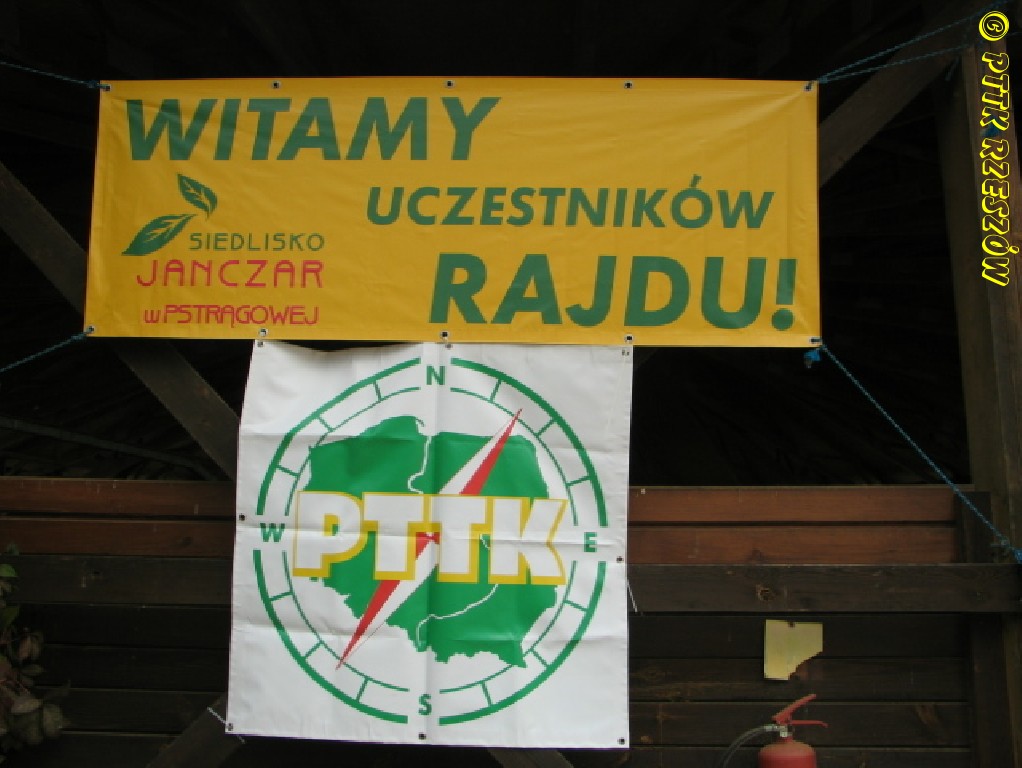 WITAMY
UCZESTNIKÓW
RAJDU!
SIEDLISKO
JANCZAR
w PSTRĄGOWEJ
N
W
PTTK
E
S
© PTTK RZESZÓW